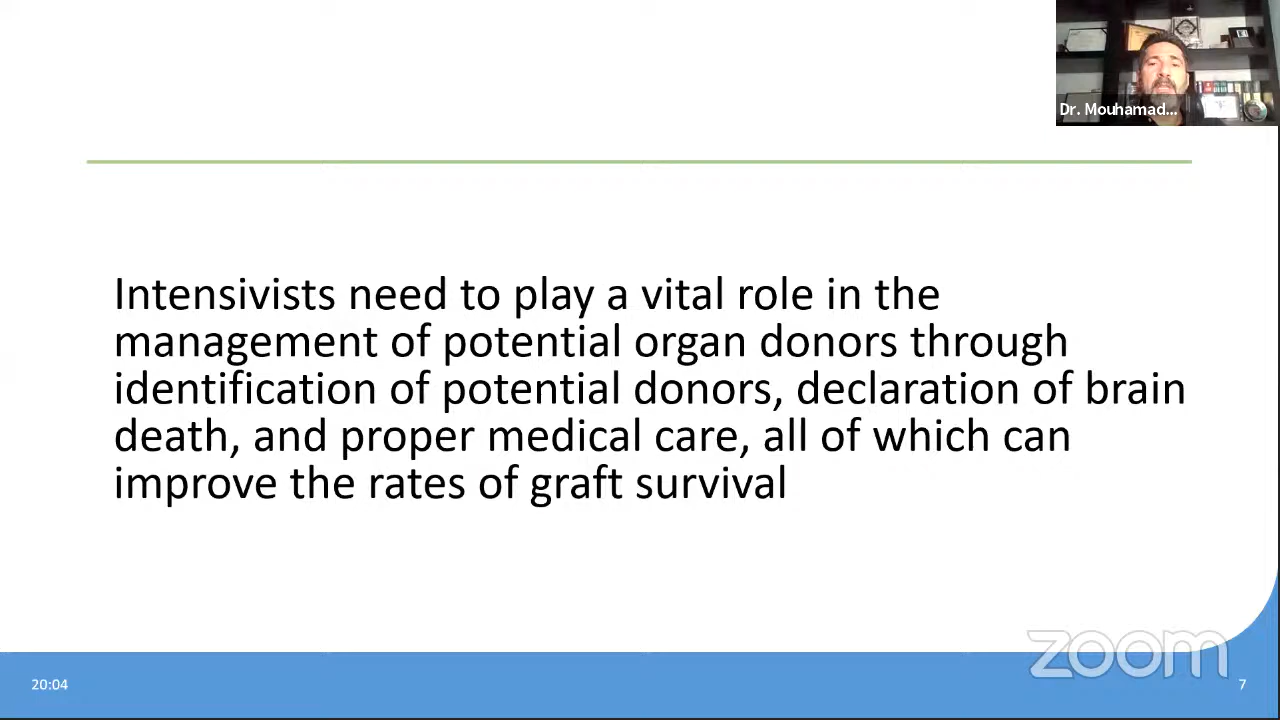 Dr. Mouhamad...
Intensivists need to play a vital role in the
management of potential organ donors through
identification of potential donors, declaration of brain
death, and proper medical care, all of which can
improve the rates of graft survival
zoom
20:04
7